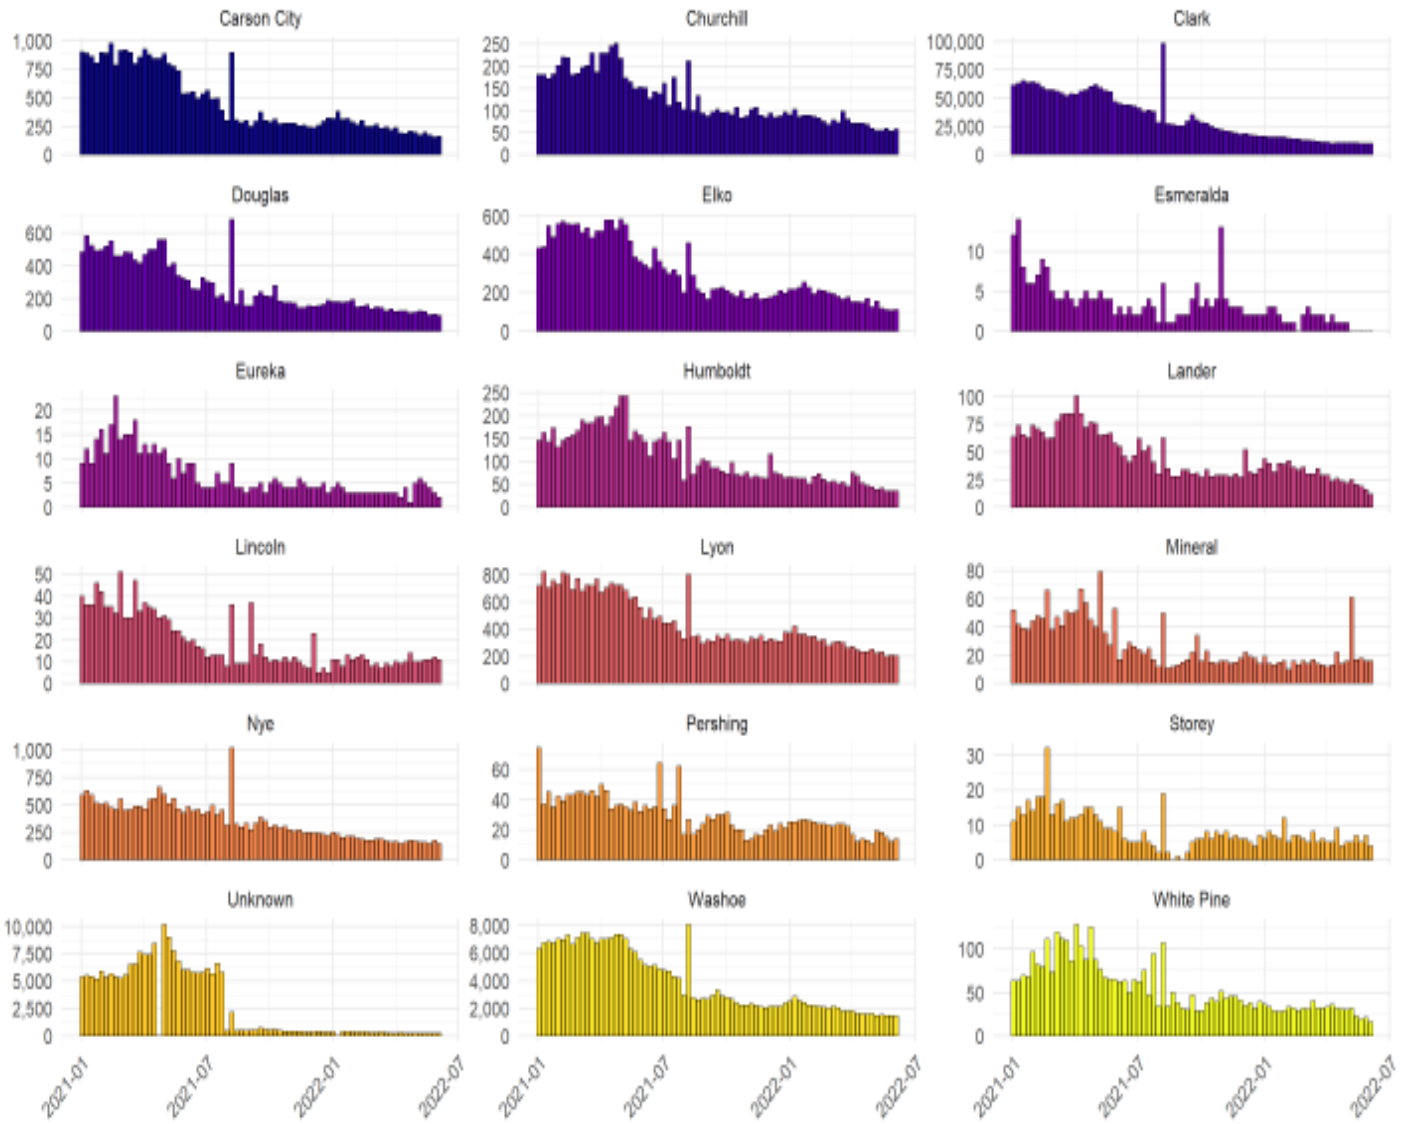 Carson City Churchill Clark
1,000 250 100,000
750 200 75,000
500 150 50,000
250 100 25,000
0 50 0
0
Douglas Elko Esmeralda
600 600 10
400 400 5
200 200 0
0 0
Eureka Humboldt Lander
20 250 100
15 200 75
10 150 50
5 100 25
0 50 0
0
Lincoln Lyon Mineral
50 800 80
40 600 60
30 400 40
20 200 20
10 0 0
0
Nye Pershing Storey
1,000 60 30
750 40 20
500 20 10
250 0 0
0
Unknown Washoe White Pine
10,000 8,000 100
7,500 6,000 50
5,000 4,000 0
2,500 2,000
0 0
2021-01 2021-07 2022-01 2022-07 2021-01 2021-07 2022-01 2022-07 2021-01 2021-07 2022-01 2022-07